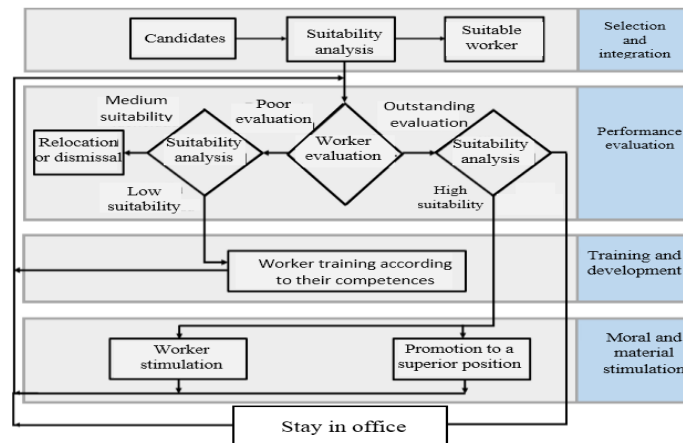 Candidates
Suitability
analysis
Suitable
worker
Selection
and
integration
Medium
suitability
Poor
evaluation
Outstanding
evaluation
Relocation
or dismissal
Suitability
analysis
Worker
evaluation
Suitability
analysis
Performance
evaluation
Low
suitability
High
suitability
Worker training according
to their competences
Training and
development
Worker
stimulation
Promotion to a
superior position
Moral and
material
stimulation
Stay in office